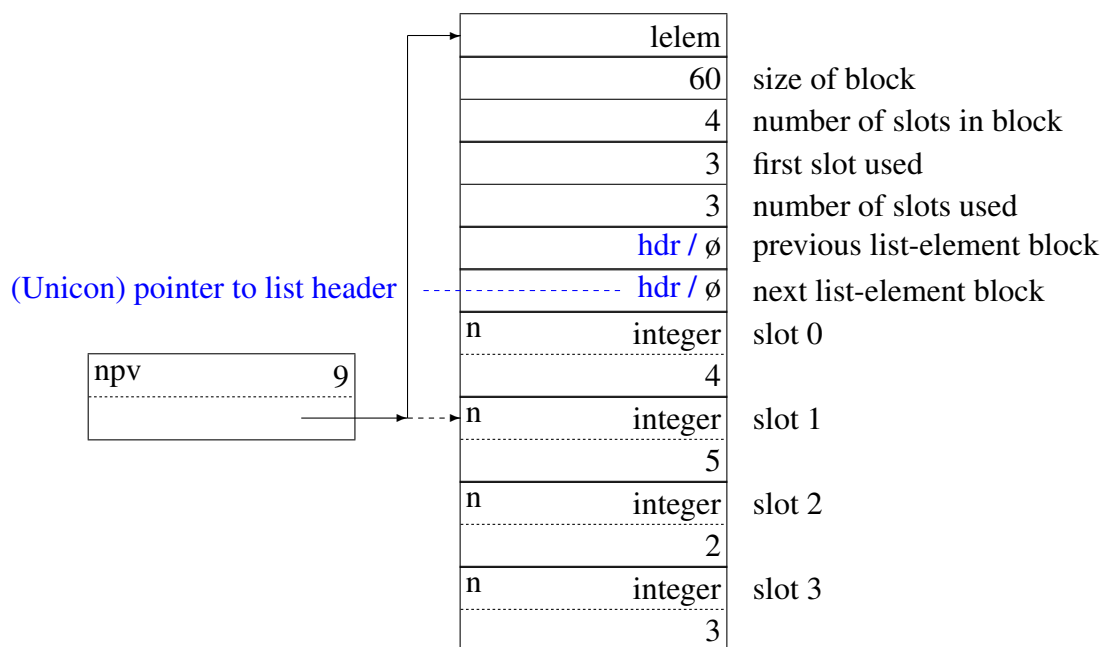 lelem
60 size of block
4 number of slots in block
3 first slot used
3 number of slots used
hdr / ø previous list-element block
(Unicon) pointer to list header hdr / ø next list-element block
n integer slot 0
npv 9
4
n integer slot 1
5
n integer slot 2
2
n integer slot 3
3